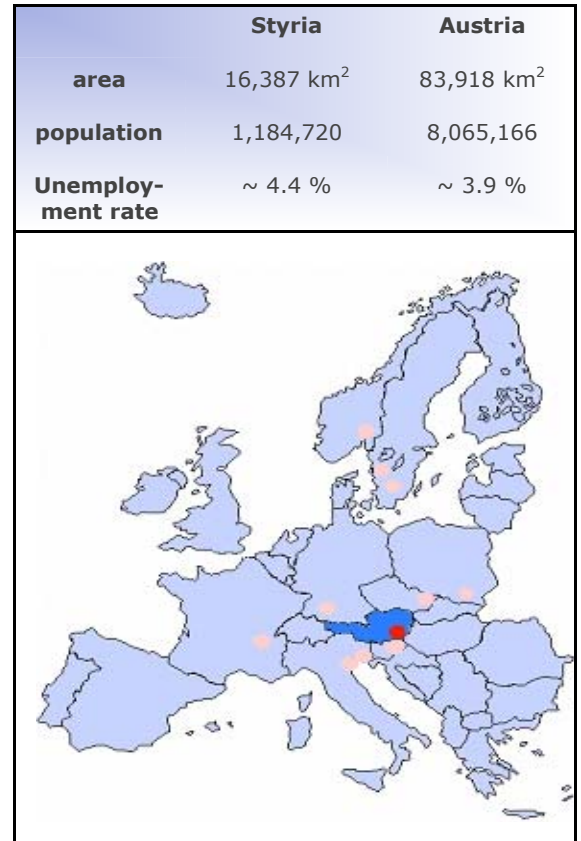 Styria Austria
area 16,387 km² 83,918 km²
population 1,184,720 8,065,166
Unemploy- ~ 4.4 % ~ 3.9 %
ment rate